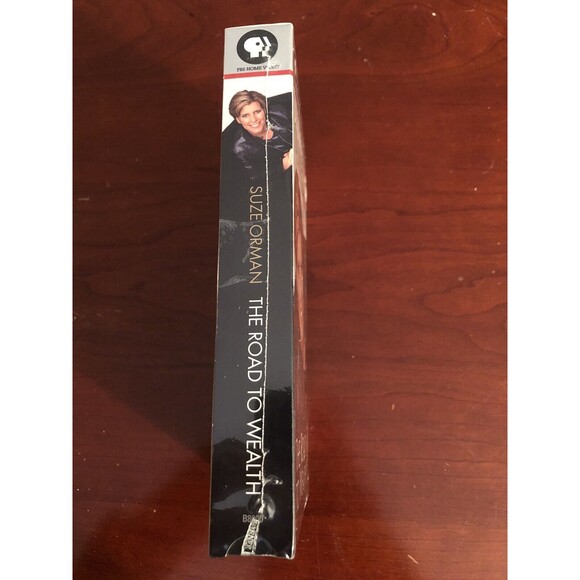 PBS HOME VIDEO
SUZE ORMAN
THE ROAD TO WEALTH